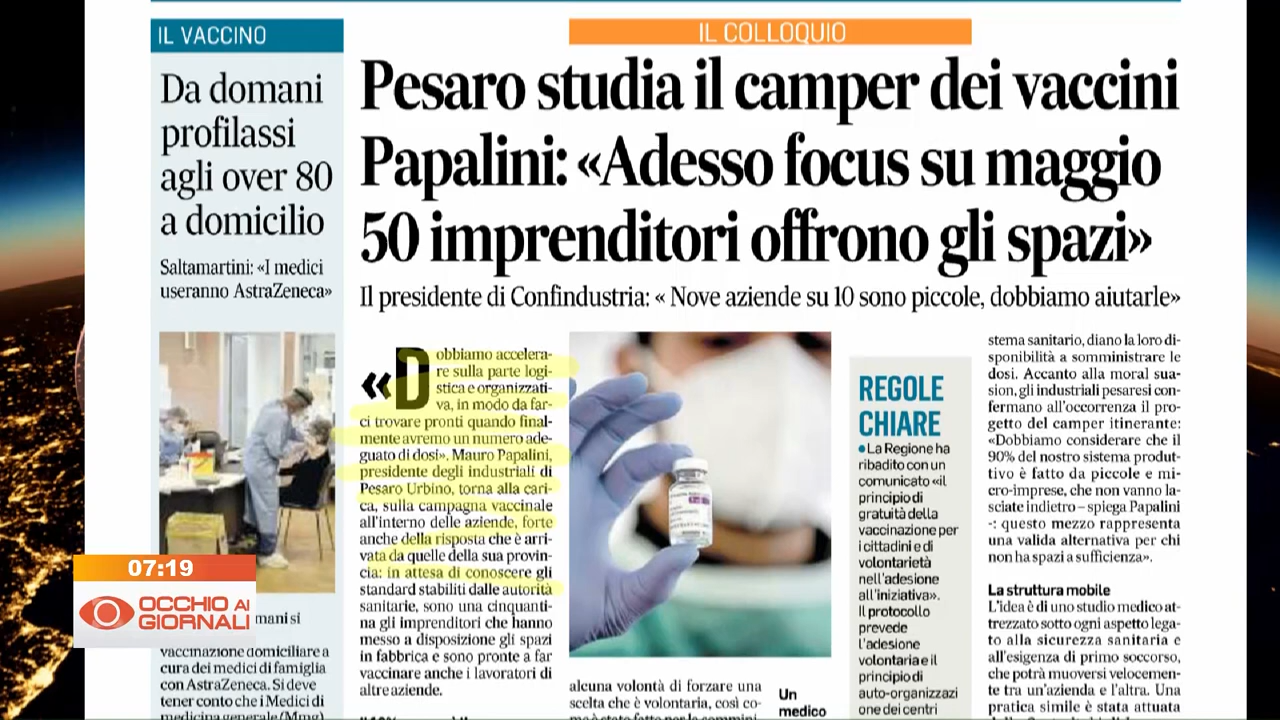 IL VACCINO
Da domani
profilassi
agli over 80
a domicilio
Saltamartini: «I medici
useranno AstraZeneca»
mani si
vaccinazione domiciliare a
cura dei medici di famiglia
con AstraZeneca. Si deve
tener conto che i Medici di
medicina generale (Mmg)
IL COLLOQUIO
Pesaro studia il camper dei vaccini
Papalini: «Adesso focus su maggio
50 imprenditori offrono gli spazi»
Il presidente di Confindustria: « Nove aziende su 10 sono piccole, dobbiamo aiutarle»
«Dobbiamo accelera-
re sulla parte logi-
stica e organizzati-
va, in modo da far-
ci trovare pronti quando final-
mente avremo un numero ade-
guato di dosi». Mauro Papalini,
presidente degli industriali di
Pesaro Urbino, torna alla cari-
ca, sulla campagna vaccinale
all'interno delle aziende, forte
anche della risposta che è arri-
vata da quelle della sua provin-
cia: in attesa di conoscere gli
standard stabiliti dalle autorità
sanitarie, sono una cinquanti-
na gli imprenditori che hanno
messo a disposizione gli spazi
in fabbrica e sono pronte a far
vaccinare anche i lavoratori di
altre aziende.
alcuna volontà di forzare una
scelta che è volontaria, così co-
Un
medico
REGOLE
CHIARE
•La Regione ha
ribadito con un
comunicato «il
principio di
gratuità della
vaccinazione per
i cittadini e di
volontarietà
nell'adesione
all'iniziativa».
Il protocollo
prevede
l'adesione
volontaria e il
principio di
auto-organizzazi
one dei centri
stema sanitario, diano la loro di-
sponibilità a somministrare le
dosi. Accanto alla moral sua-
sion, gli industriali pesaresi con-
fermano all'occorrenza il pro-
getto del camper itinerante:
«Dobbiamo considerare che il
90% del nostro sistema produt-
tivo è fatto da piccole e mi-
cro-imprese, che non vanno la-
sciate indietro – spiega Papalini
-: questo mezzo rappresenta
una valida alternativa per chi
non ha spazi a sufficienza».
La struttura mobile
L'idea è di uno studio medico at-
trezzato sotto ogni aspetto lega-
to alla sicurezza sanitaria e
all'esigenza di primo soccorso,
che potrà muoversi velocemen-
te tra un'azienda e l'altra. Una
pratica simile è stata attuata
07:19
OCCHIO AI
GIORNALI